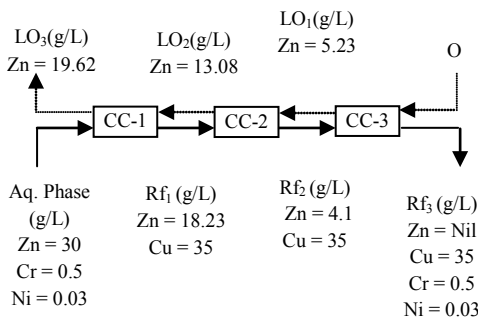 LO₃(g/L)
Zn = 19.62
LO₂(g/L)
Zn = 13.08
LO₁(g/L)
Zn = 5.23
O
CC-1
CC-2
CC-3
Aq. Phase
(g/L)
Zn = 30
Cr = 0.5
Ni = 0.03
Rf₁ (g/L)
Zn = 18.23
Cu = 35
Rf₂ (g/L)
Zn = 4.1
Cu = 35
Rf₃ (g/L)
Zn = Nil
Cu = 35
Cr = 0.5
Ni = 0.03